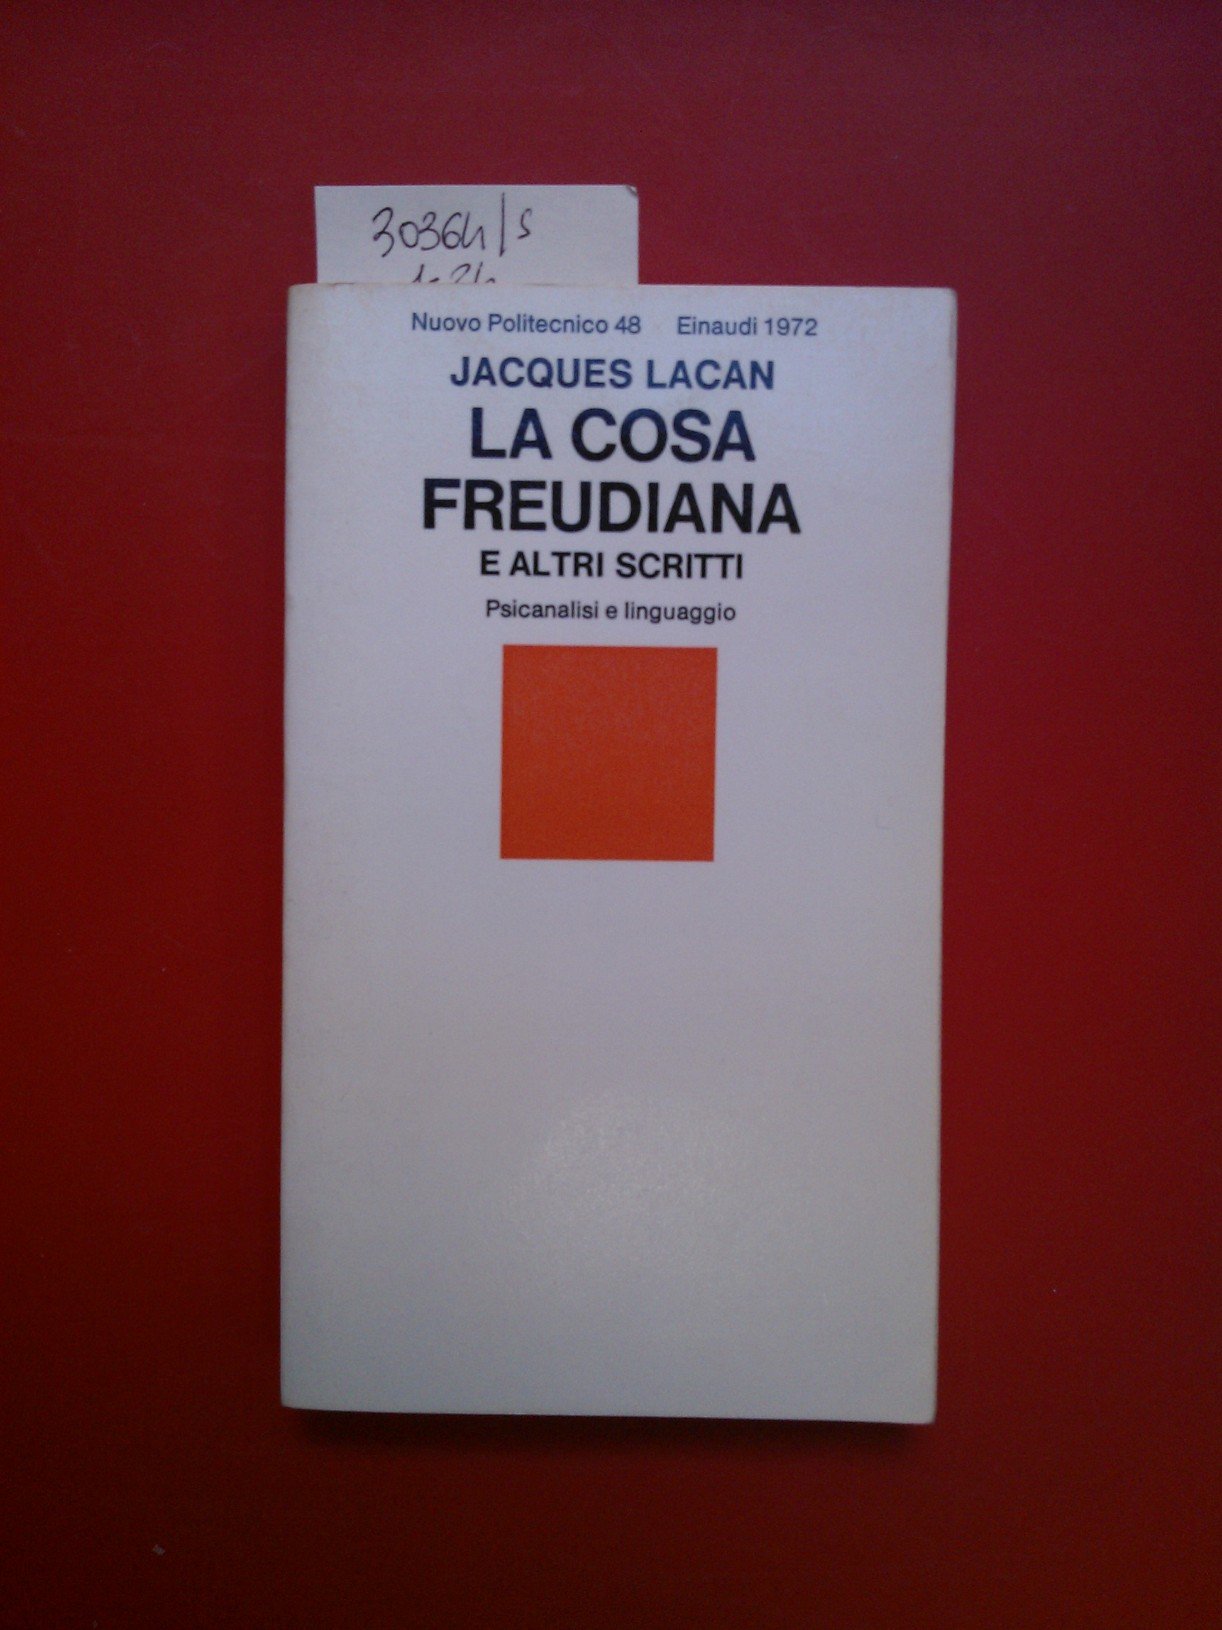 30364/s
Nuovo Politecnico 48 Einaudi 1972
JACQUES LACAN
LA COSA
FREUDIANA
E ALTRI SCRITTI
Psicanalisi e linguaggio